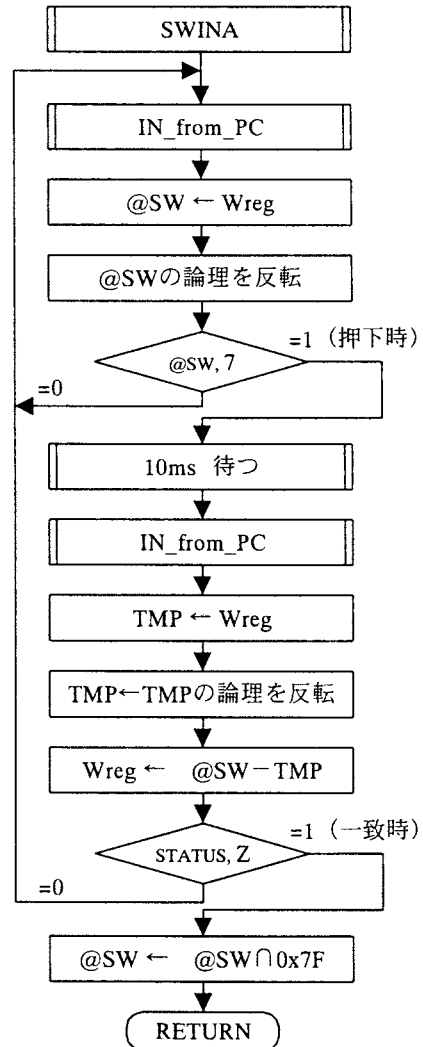 SWINA
IN_from_PC
@SW ← Wreg
@SWの論理を反転
=1 (押下時)
@SW, 7
=0
10ms 待つ
IN_from_PC
TMP ← Wreg
TMP←TMPの論理を反転
Wreg ← @SW－TMP
=1 (一致時)
STATUS, Z
=0
@SW ← @SW∩0x7F
RETURN